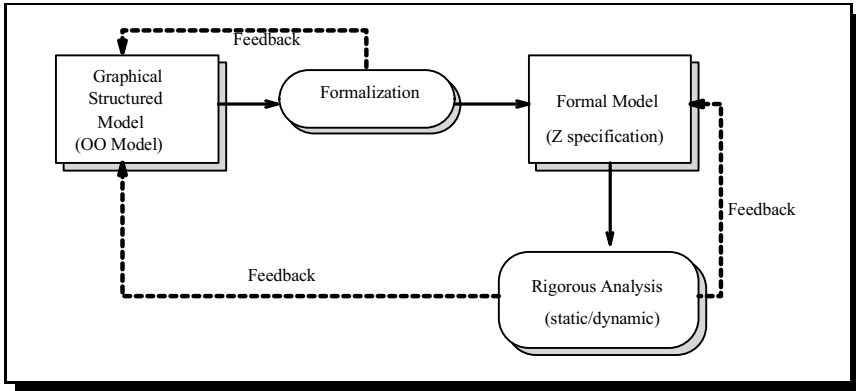 Feedback
Graphical
Structured
Model
(OO Model)
Formalization
Formal Model
(Z specification)
Feedback
Feedback
Rigorous Analysis
(static/dynamic)